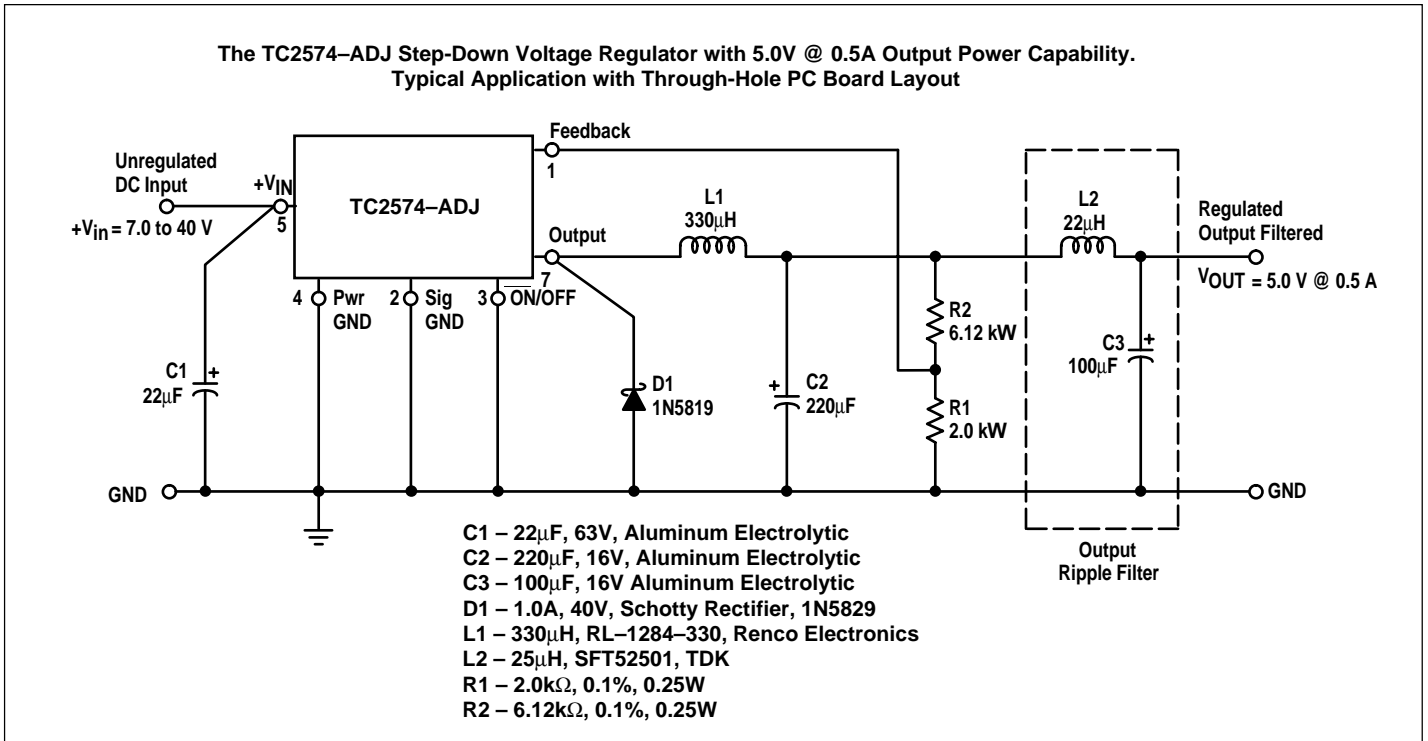 The TC2574–ADJ Step-Down Voltage Regulator with 5.0V @ 0.5A Output Power Capability.
Typical Application with Through-Hole PC Board Layout
Unregulated
DC Input
+Vin = 7.0 to 40 V
+VIN
5
TC2574–ADJ
Feedback
1
Output
7
4 Pwr
GND
2 Sig
GND
3 ON/OFF
L1
330µH
L2
22µH
Regulated
Output Filtered
VOUT = 5.0 V @ 0.5 A
C1
22µF
+
D1
1N5819
+
C2
220µF
R2
6.12 kW
R1
2.0 kW
C3
100µF
+
GND
GND
Output
Ripple Filter
C1 – 22µF, 63V, Aluminum Electrolytic
C2 – 220µF, 16V, Aluminum Electrolytic
C3 – 100µF, 16V Aluminum Electrolytic
D1 – 1.0A, 40V, Schotty Rectifier, 1N5829
L1 – 330µH, RL–1284–330, Renco Electronics
L2 – 25µH, SFT52501, TDK
R1 – 2.0kΩ, 0.1%, 0.25W
R2 – 6.12kΩ, 0.1%, 0.25W